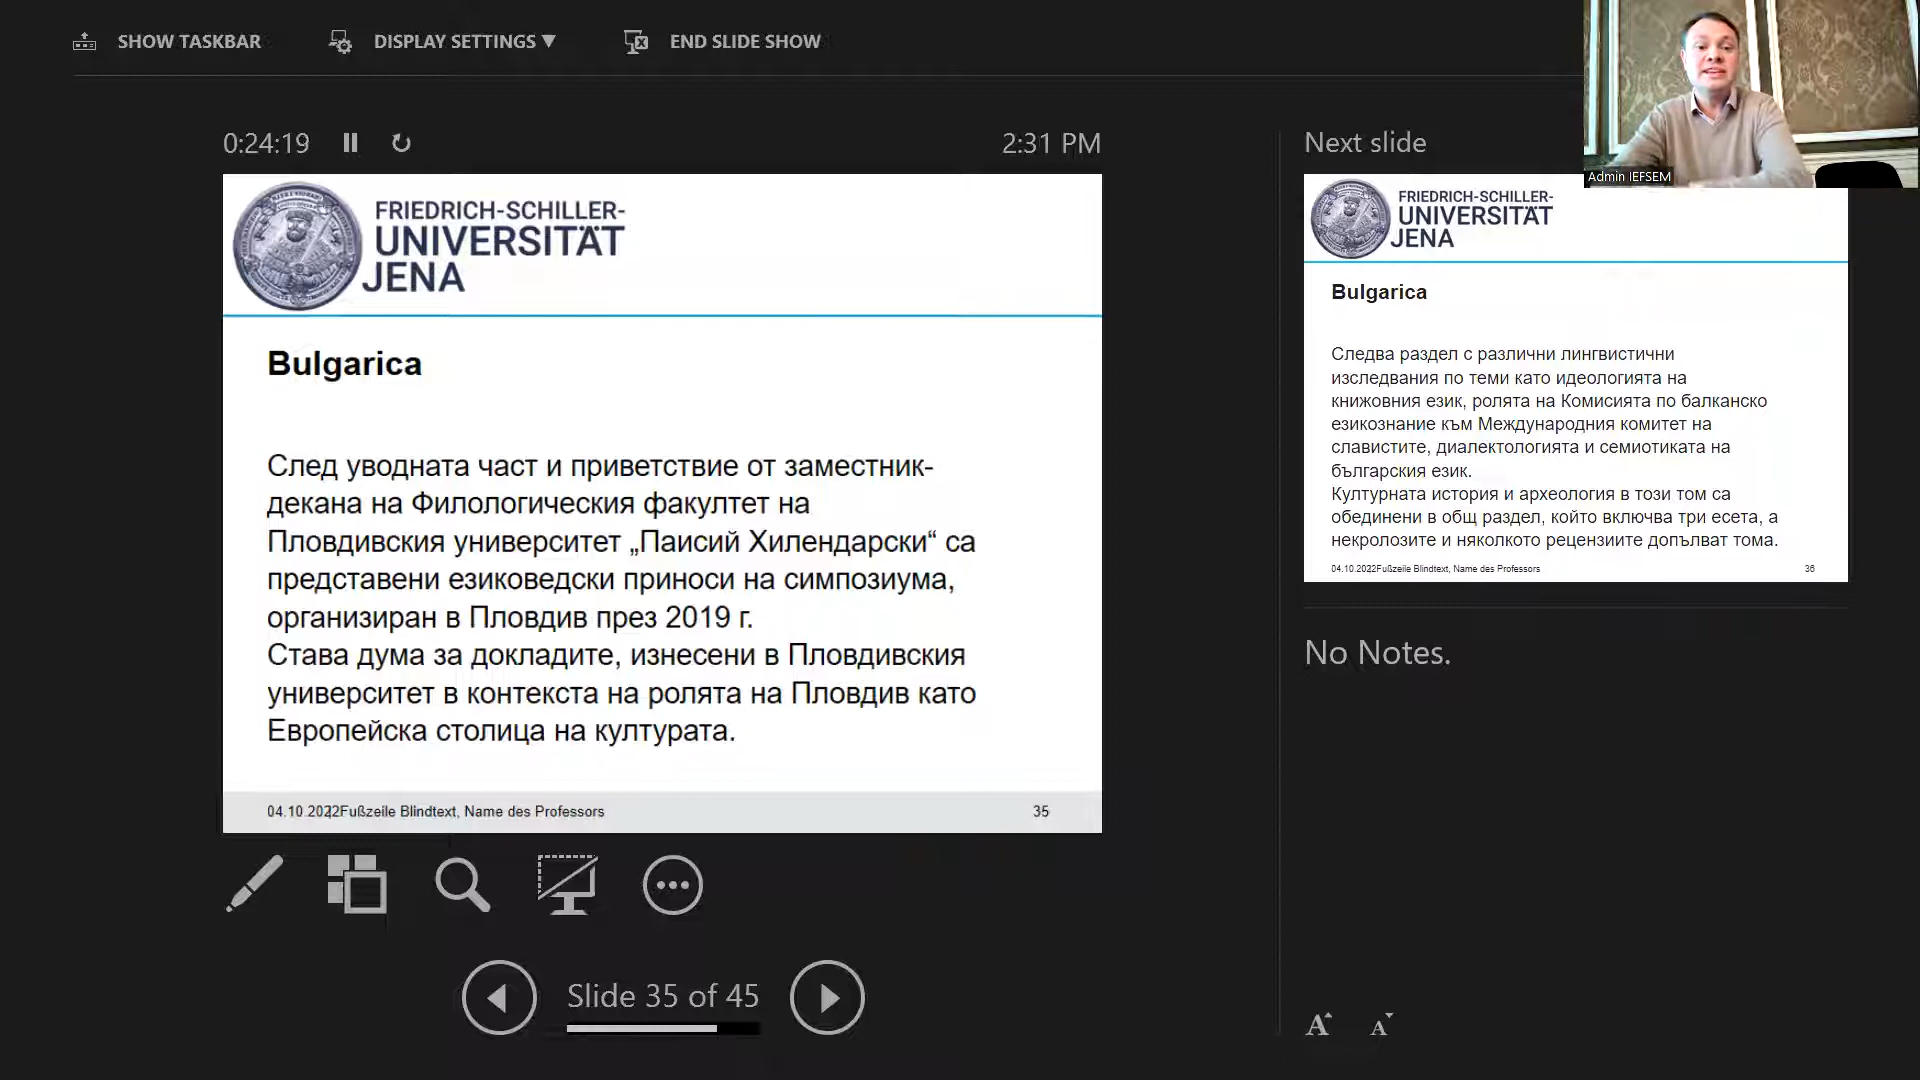 SHOW TASKBAR
DISPLAY SETTINGS ▼
END SLIDE SHOW
Admin IEFSEM
0:24:19
2:31 PM
FRIEDRICH-SCHILLER-
UNIVERSITÄT
JENA
Bulgarica
След уводната част и приветствие от заместник-
декана на Филологическия факултет на
Пловдивския университет „Паисий Хилендарски“ са
представени езиковедски приноси на симпозиума,
организиран в Пловдив през 2019 г.
Става дума за докладите, изнесени в Пловдивския
университет в контекста на ролята на Пловдив като
Европейска столица на културата.
04.10.2022Fußzeile Blindtext, Name des Professors
35
Slide 35 of 45
Next slide
FRIEDRICH-SCHILLER-
UNIVERSITÄT
JENA
Bulgarica
Следва раздел с различни лингвистични
изследвания по теми като идеологията на
книжовния език, ролята на Комисията по балканско
езикознание към Международния комитет на
славистите, диалектологията и семиотиката на
българския език.
Културната история и археология в този том са
обединени в общ раздел, който включва три есета, а
некролозите и няколкото рецензиите допълват тома.
04.10.2022Fußzeile Blindtext, Name des Professors
36
No Notes.
A A